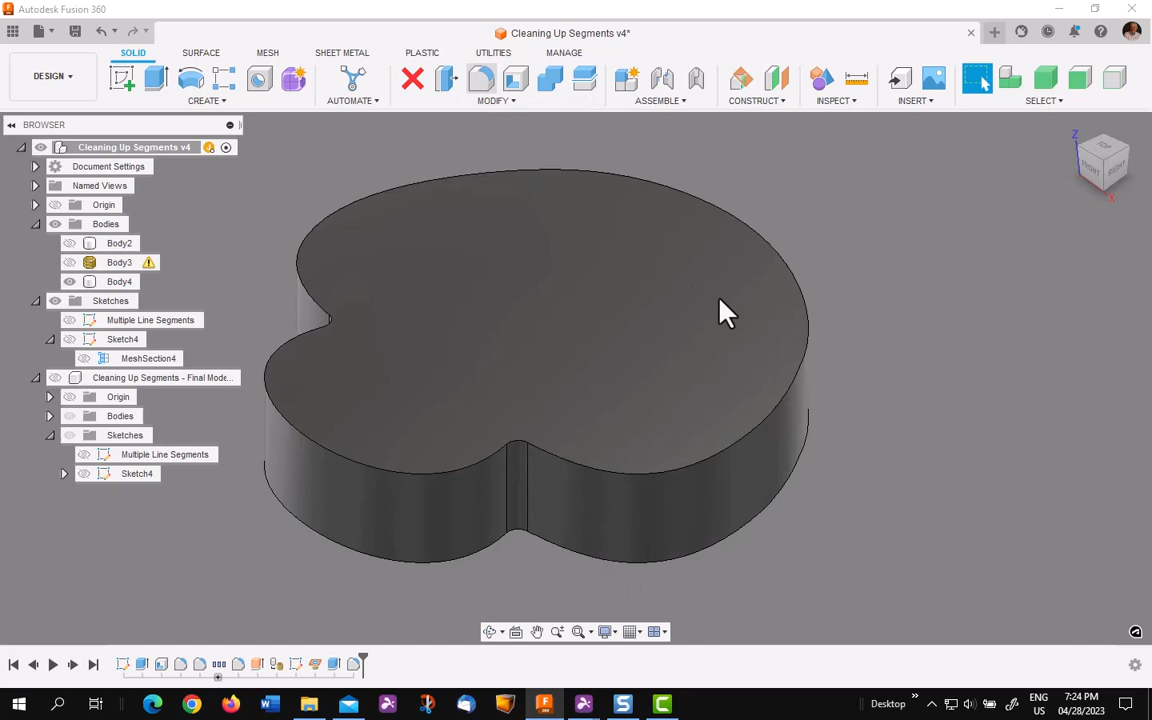 Autodesk Fusion 360
Cleaning Up Segments v4*
DESIGN
SOLID SURFACE MESH SHEET METAL PLASTIC UTILITIES MANAGE
CREATE AUTOMATE MODIFY ASSEMBLE CONSTRUCT INSPECT INSERT SELECT
BROWSER
Cleaning Up Segments v4
Document Settings
Named Views
Origin
Bodies
Body2
Body3
Body4
Sketches
Multiple Line Segments
Sketch4
MeshSection4
Cleaning Up Segments - Final Mode...
Origin
Bodies
Sketches
Multiple Line Segments
Sketch4
TOP
FRONT
RIGHT
Z
X
Desktop
ENG
US
7:24 PM
04/28/2023